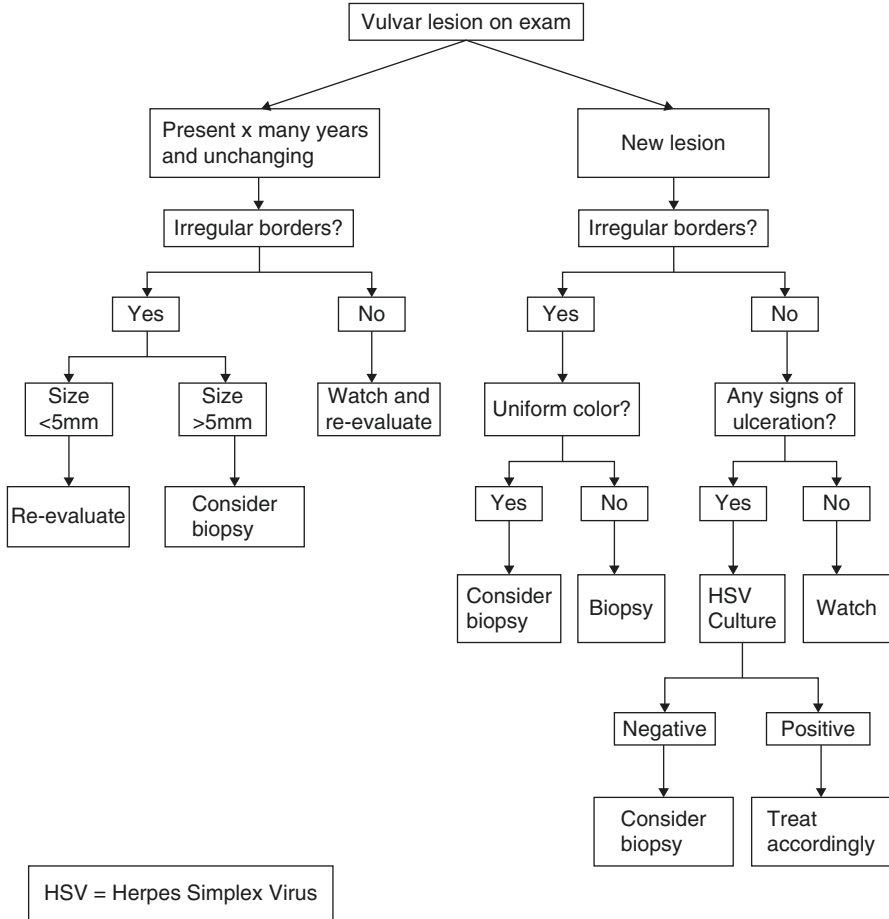 Vulvar lesion on exam
Present x many years
and unchanging
New lesion
Irregular borders?
Irregular borders?
Yes
No
Yes
No
Size
<5mm
Size
>5mm
Watch and
re-evaluate
Uniform color?
Any signs of
ulceration?
Re-evaluate
Consider
biopsy
Yes
No
Yes
No
Consider
biopsy
Biopsy
HSV
Culture
Watch
Negative
Positive
Consider
biopsy
Treat
accordingly
HSV = Herpes Simplex Virus